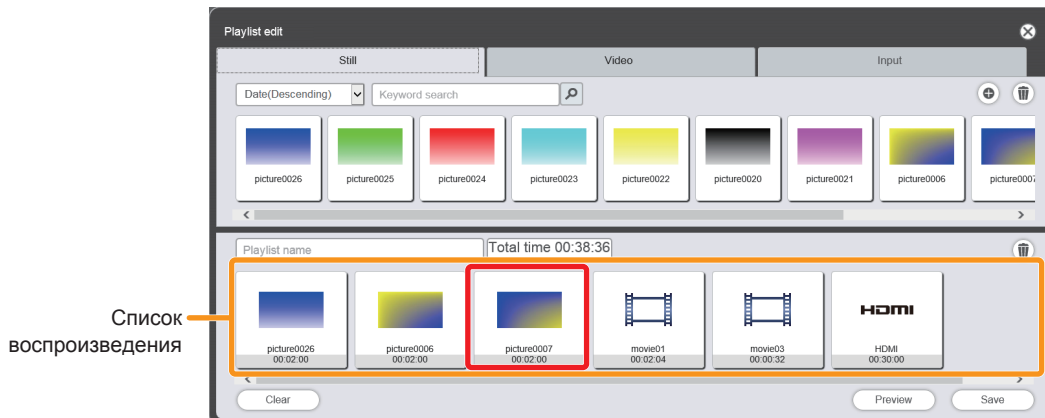 Playlist edit
Still
Video
Input
Date(Descending)
Keyword search
picture0026
picture0025
picture0024
picture0023
picture0022
picture0020
picture0021
picture0006
picture0007
Playlist name
Total time 00:38:36
Список
воспроизведения
picture0026
00:02:00
picture0006
00:02:00
picture0007
00:02:00
movie01
00:02:04
movie03
00:00:32
HDMI
HDMI
00:30:00
Clear
Preview
Save